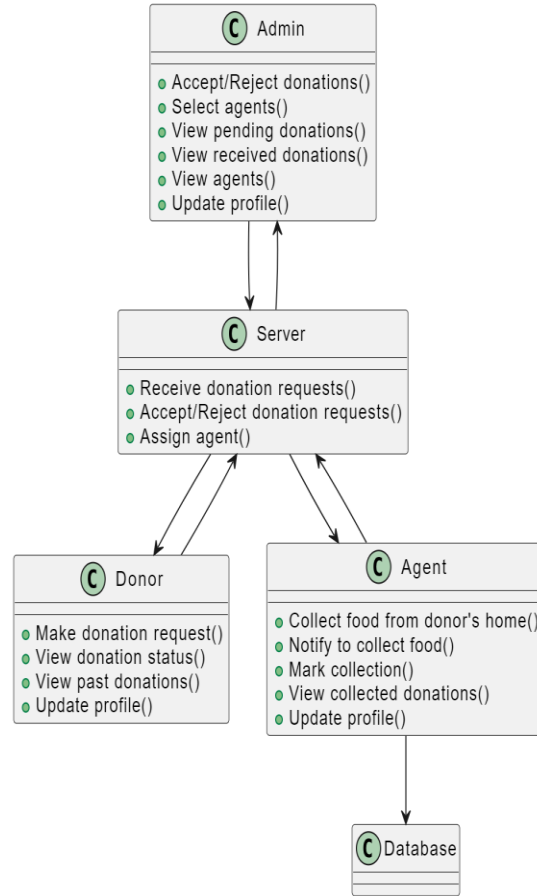 C Admin
Accept/Reject donations()
Select agents()
View pending donations()
View received donations()
View agents()
Update profile()
C Server
Receive donation requests()
Accept/Reject donation requests()
Assign agent()
C Donor
Make donation request()
View donation status()
View past donations()
Update profile()
C Agent
Collect food from donor's home()
Notify to collect food()
Mark collection()
View collected donations()
Update profile()
C Database